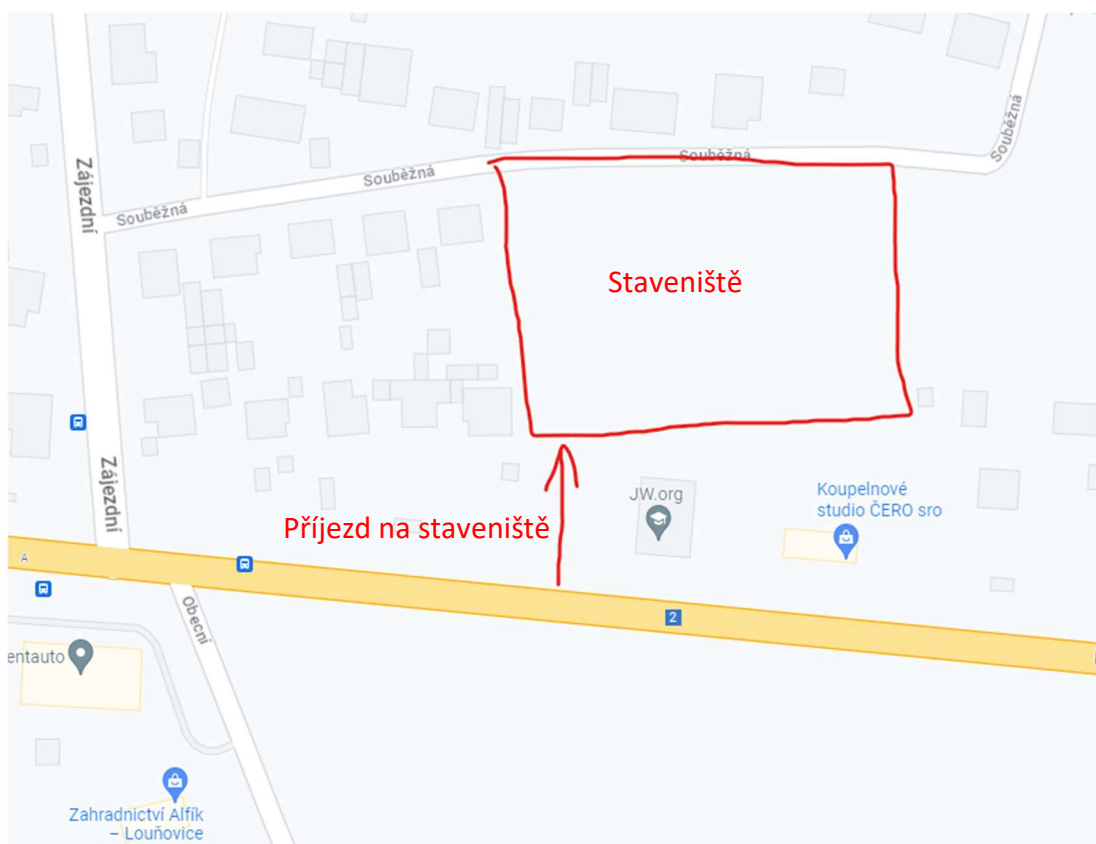 Souběžná
Zájezdní
Souběžná
Souběžná
Souběžná
Staveniště
Zájezdní
JW.org
Koupelnové
studio ČERO sro
Příjezd na staveniště
A
2
Obecní
entauto
Zahradnictví Alfík
– Louňovice